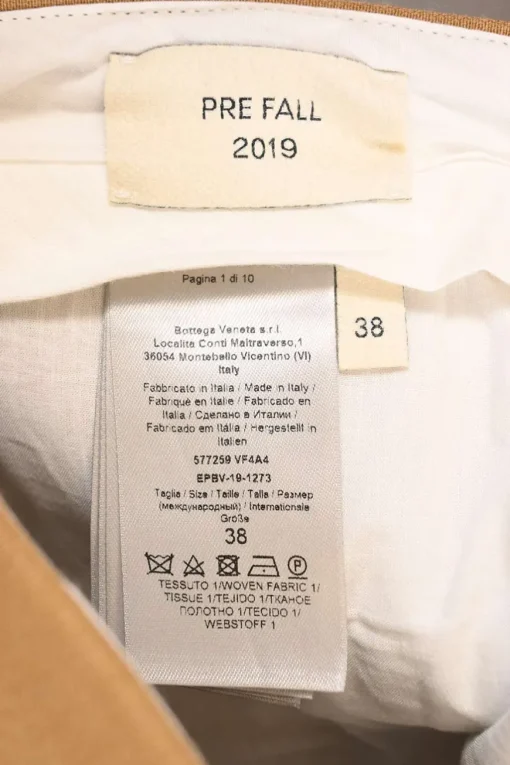 PRE FALL
2019
Pagina 1 di 10
38
Bottega Veneta s.r.l.
Localita Conti Maltraverso,1
36054 Montebello Vicentino (VI)
Italy
Fabbricato in Italia / Made in Italy /
Fabriqué en Italie / Fabricado en
Italia / Сделано в Италии /
Fabricado em Itália / Hergestellt in
Italien
577259 VF4A4
EPBV-19-1273
Taglia / Size / Taille / Talla / Размер
(международный) / Internationale
Größe
38
P
TESSUTO 1/WOVEN FABRIC 1/
TISSUE 1/TEJIDO 1/ТКАНОЕ
ПОЛОТНО 1/TECIDO 1/
WEBSTOFF 1